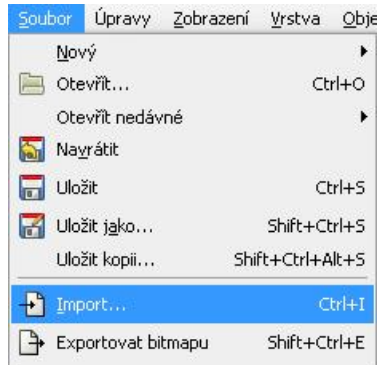 Soubor Úpravy Zobrazení Vrstva Obje
Nový
Otevřít... Ctrl+O
Otevřít nedávné
Navrátit
Uložit Ctrl+S
Uložit jako... Shift+Ctrl+S
Uložit kopii... Shift+Ctrl+Alt+S
Import... Ctrl+I
Exportovat bitmapu Shift+Ctrl+E